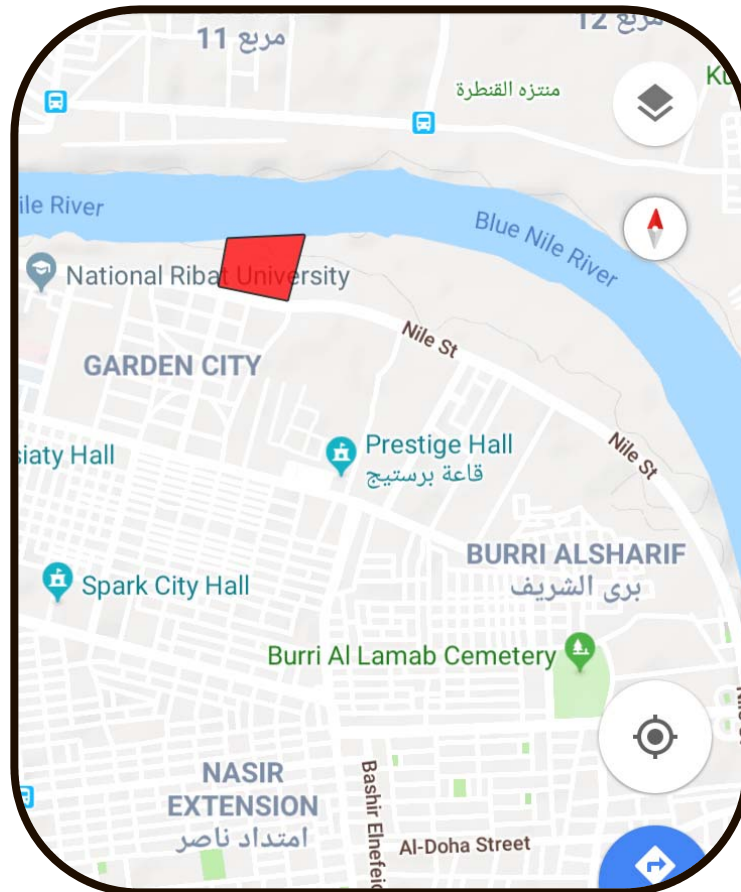 مربع 11
مربع 12
منتزه القنطرة
ile River
Blue Nile River
National Ribat University
Nile St
GARDEN CITY
Nile St
Prestige Hall
قاعة برستيج
siaty Hall
BURRI ALSHARIF
برى الشريف
Spark City Hall
Burri Al Lamab Cemetery
NASIR
EXTENSION
امتداد ناصر
Bashir Elnefeid
Al-Doha Street